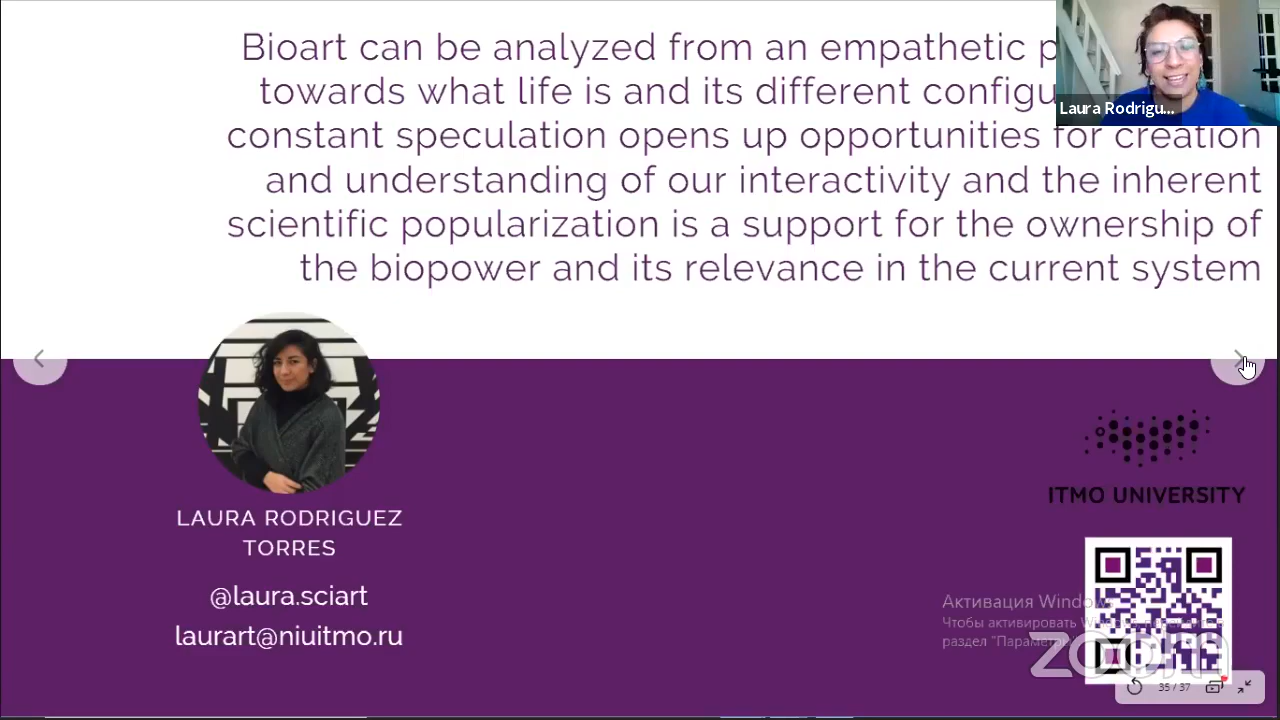 Bioart can be analyzed from an empathetic
towards what life is and its different
constant speculation opens up opportunities for creation
and understanding of our interactivity and the inherent
scientific popularization is a support for the ownership of
the biopower and its relevance in the current system
Laura Rodrigu...
LAURA RODRIGUEZ
TORRES
@laura.sciart
laurart@niuitmo.ru
ITMO UNIVERSITY
Активация Windows
Чтобы активировать
раздел "Параметры
zoom
35 / 37